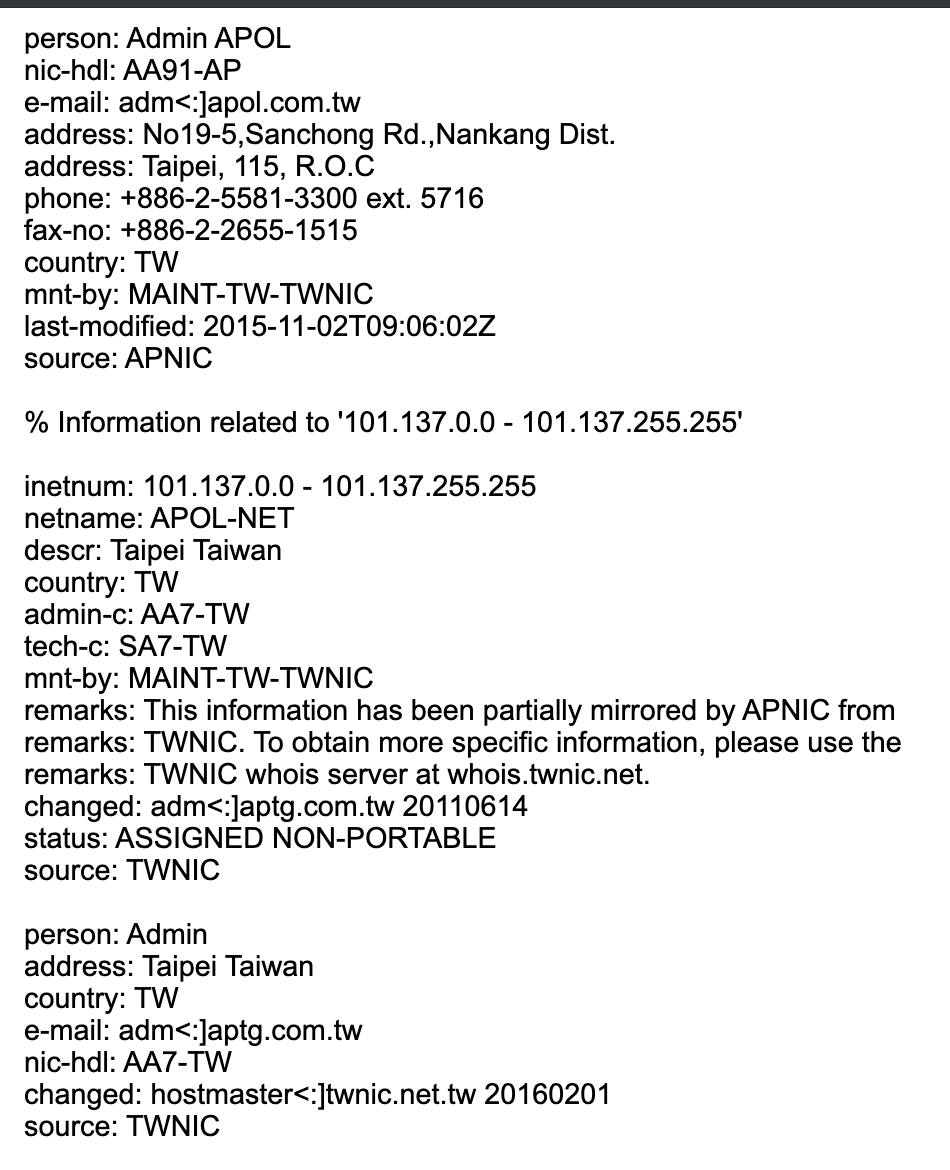 person: Admin APOL
nic-hdl: AA91-AP
e-mail: adm<:]apol.com.tw
address: No19-5,Sanchong Rd.,Nankang Dist.
address: Taipei, 115, R.O.C
phone: +886-2-5581-3300 ext. 5716
fax-no: +886-2-2655-1515
country: TW
mnt-by: MAINT-TW-TWNIC
last-modified: 2015-11-02T09:06:02Z
source: APNIC

% Information related to '101.137.0.0 - 101.137.255.255'

inetnum: 101.137.0.0 - 101.137.255.255
netname: APOL-NET
descr: Taipei Taiwan
country: TW
admin-c: AA7-TW
tech-c: SA7-TW
mnt-by: MAINT-TW-TWNIC
remarks: This information has been partially mirrored by APNIC from
remarks: TWNIC. To obtain more specific information, please use the
remarks: TWNIC whois server at whois.twnic.net.
changed: adm<:]aptg.com.tw 20110614
status: ASSIGNED NON-PORTABLE
source: TWNIC

person: Admin
address: Taipei Taiwan
country: TW
e-mail: adm<:]aptg.com.tw
nic-hdl: AA7-TW
changed: hostmaster<:]twnic.net.tw 20160201
source: TWNIC